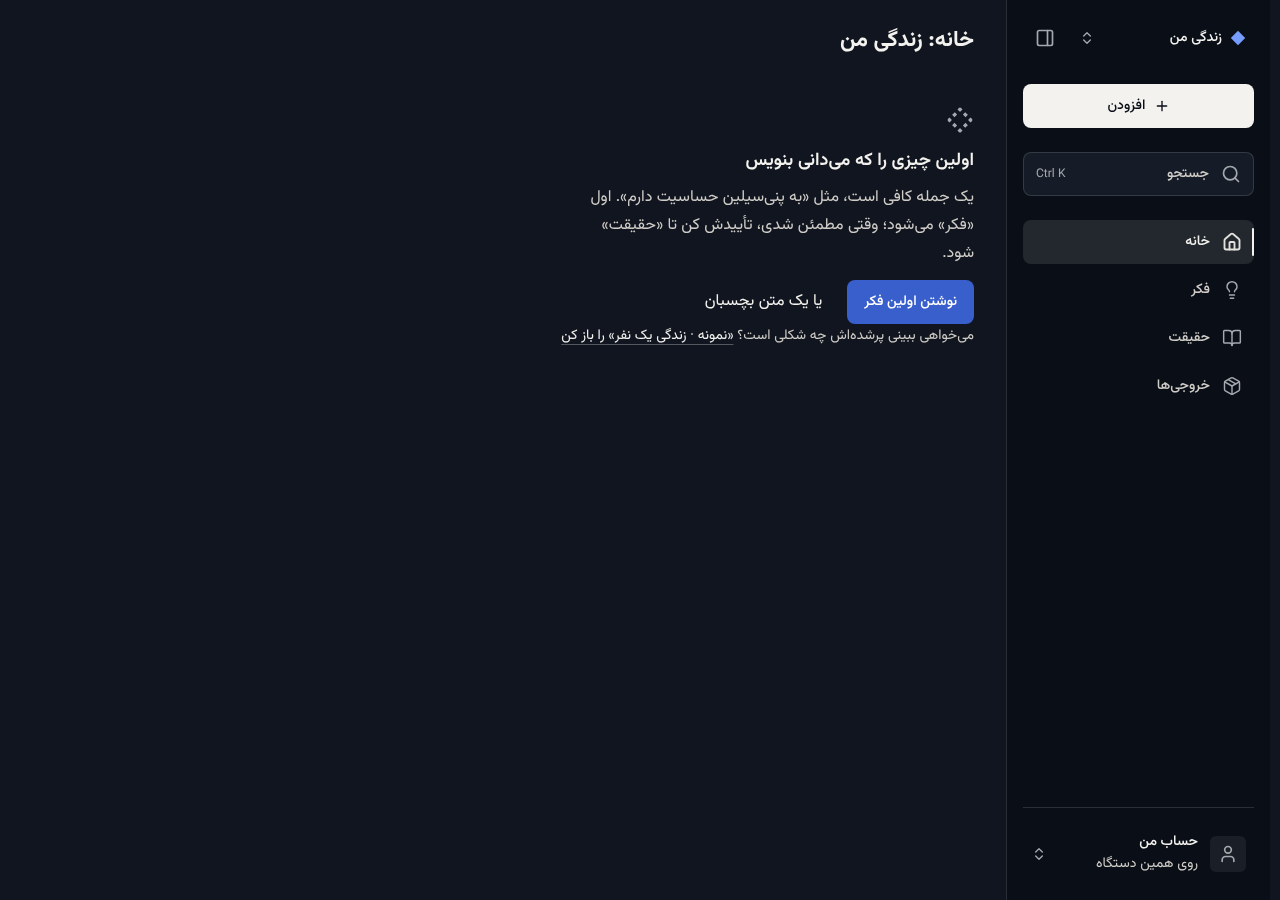 زندگی من
افزودن
جستجو Ctrl K
خانه
فکر
حقیقت
خروجی‌ها
حساب من
روی همین دستگاه
خانه: زندگی من
اولین چیزی را که می‌دانی بنویس
یک جمله کافی است، مثل «به پنی‌سیلین حساسیت دارم». اول
«فکر» می‌شود؛ وقتی مطمئن شدی، تأییدش کن تا «حقیقت»
شود.
نوشتن اولین فکر یا یک متن بچسبان
می‌خواهی ببینی پرشده‌اش چه شکلی است؟ «نمونه · زندگی یک نفر» را باز کن